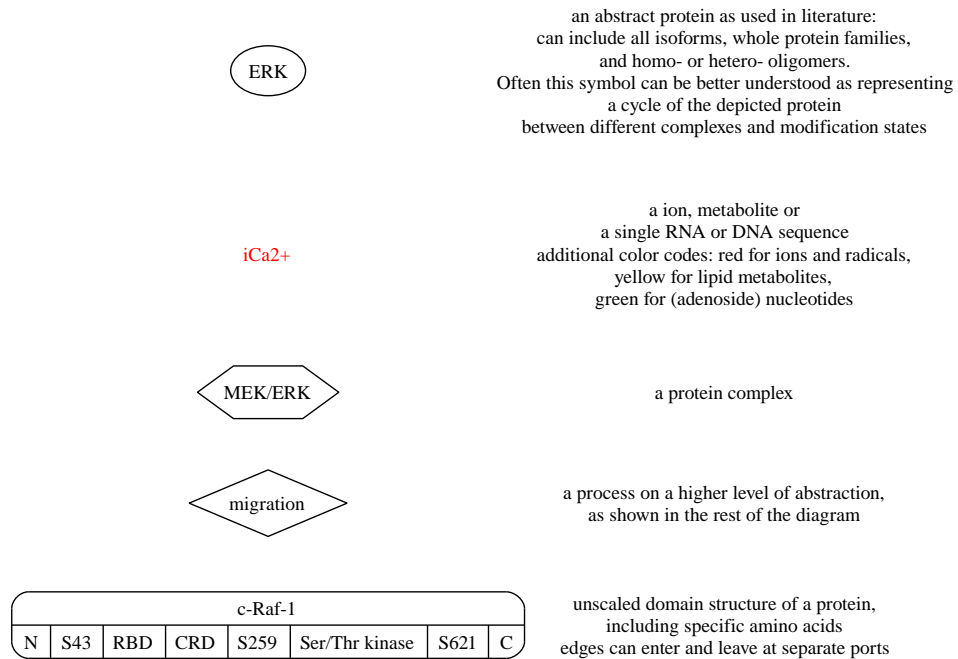 an abstract protein as used in literature:
can include all isoforms, whole protein families,
and homo- or hetero- oligomers.
Often this symbol can be better understood as representing
a cycle of the depicted protein
between different complexes and modification states
ERK
a ion, metabolite or
a single RNA or DNA sequence
additional color codes: red for ions and radicals,
yellow for lipid metabolites,
green for (adenoside) nucleotides
iCa2+
MEK/ERK
a protein complex
migration
a process on a higher level of abstraction,
as shown in the rest of the diagram
c-Raf-1
N S43 RBD CRD S259 Ser/Thr kinase S621 C
unscaled domain structure of a protein,
including specific amino acids
edges can enter and leave at separate ports